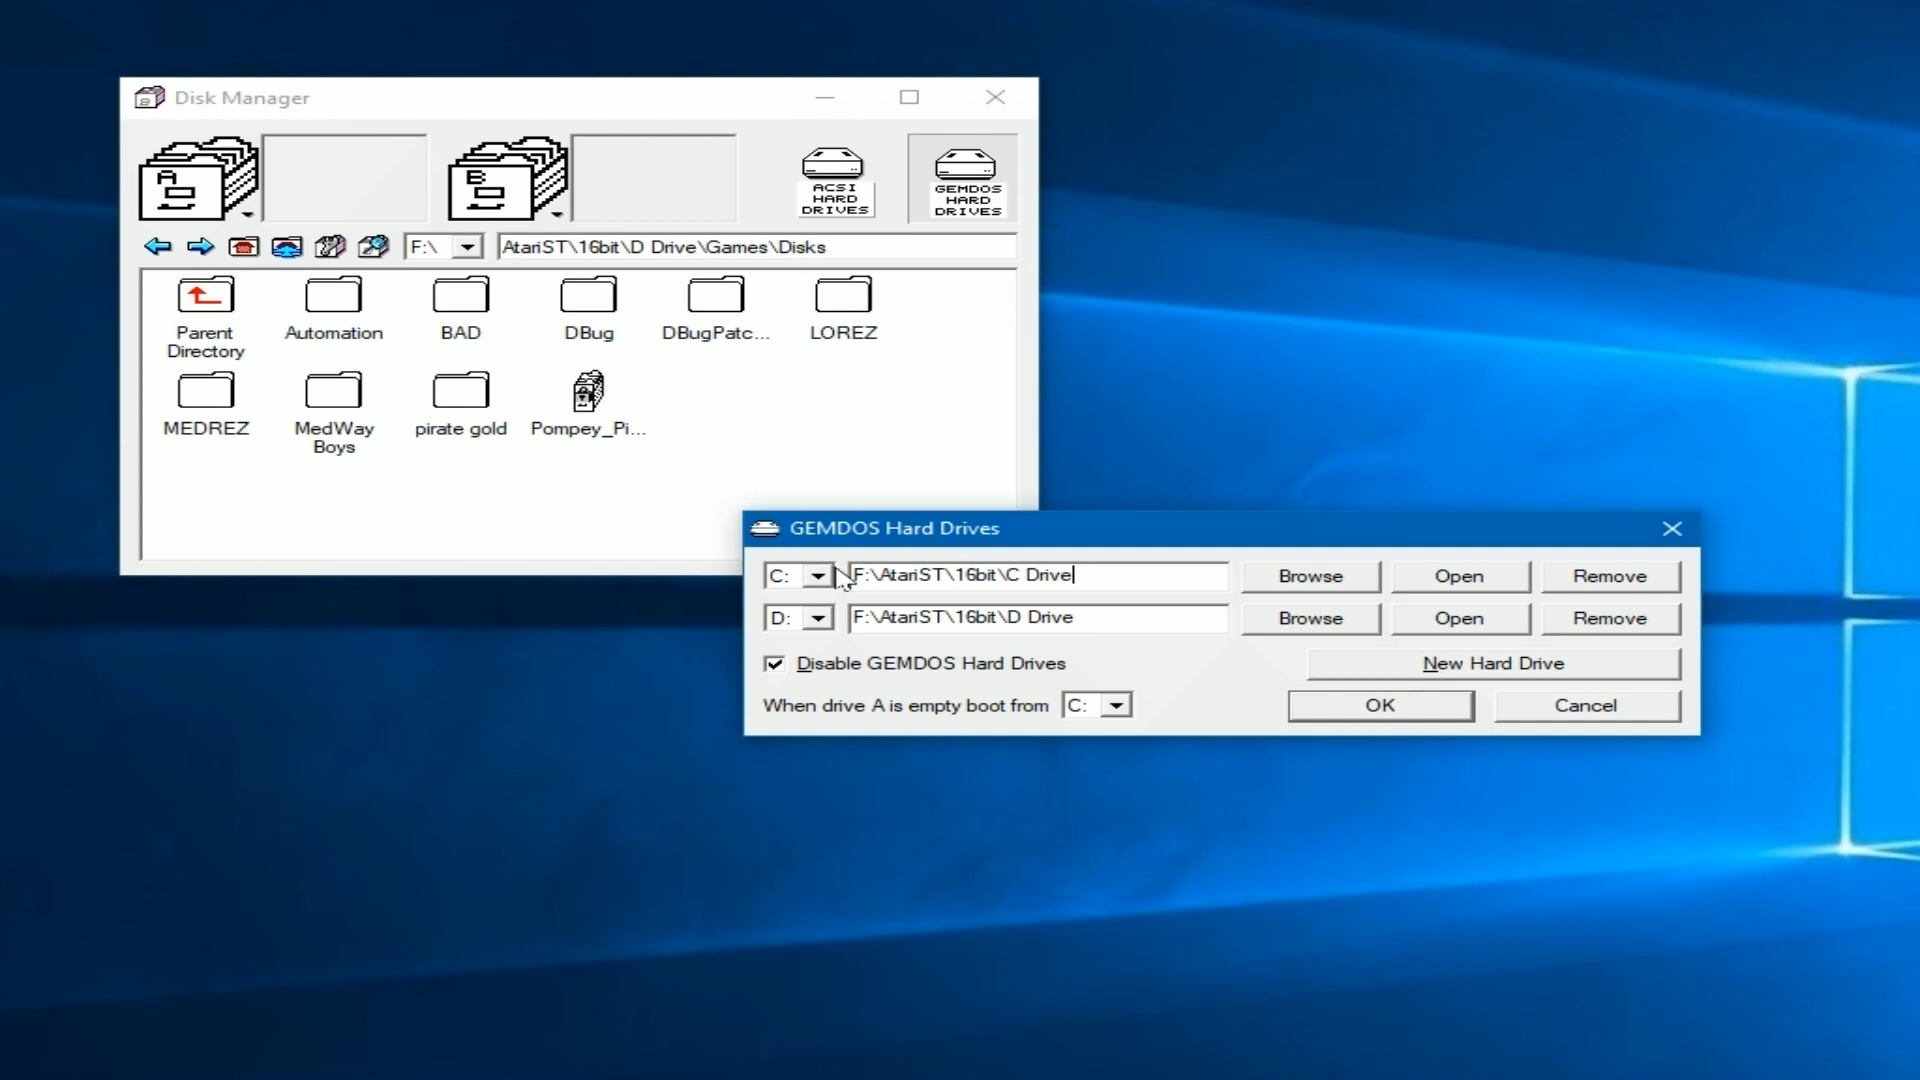 Disk Manager
A
B
ACSI
HARD
DRIVES
GEMDOS
HARD
DRIVES
F:\
AtariST\16bit\D Drive\Games\Disks
Parent
Directory
Automation
BAD
DBug
DBugPatc...
LOREZ
MEDREZ
MedWay
Boys
pirate gold
Pompey_Pi...
GEMDOS Hard Drives
C: F:\AtariST\16bit\C Drive Browse Open Remove
D: F:\AtariST\16bit\D Drive Browse Open Remove
Disable GEMDOS Hard Drives New Hard Drive
When drive A is empty boot from C: OK Cancel